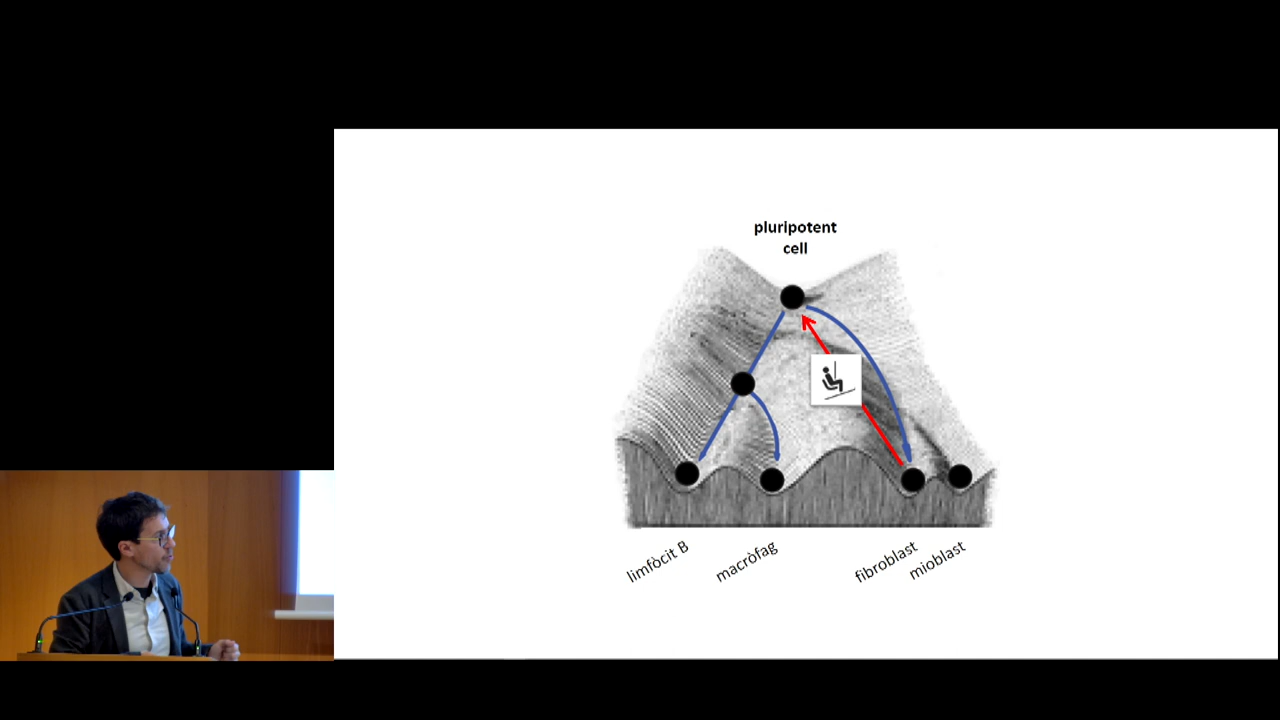 pluripotent
cell
limfòcit B
macròfag
fibroblast
mioblast